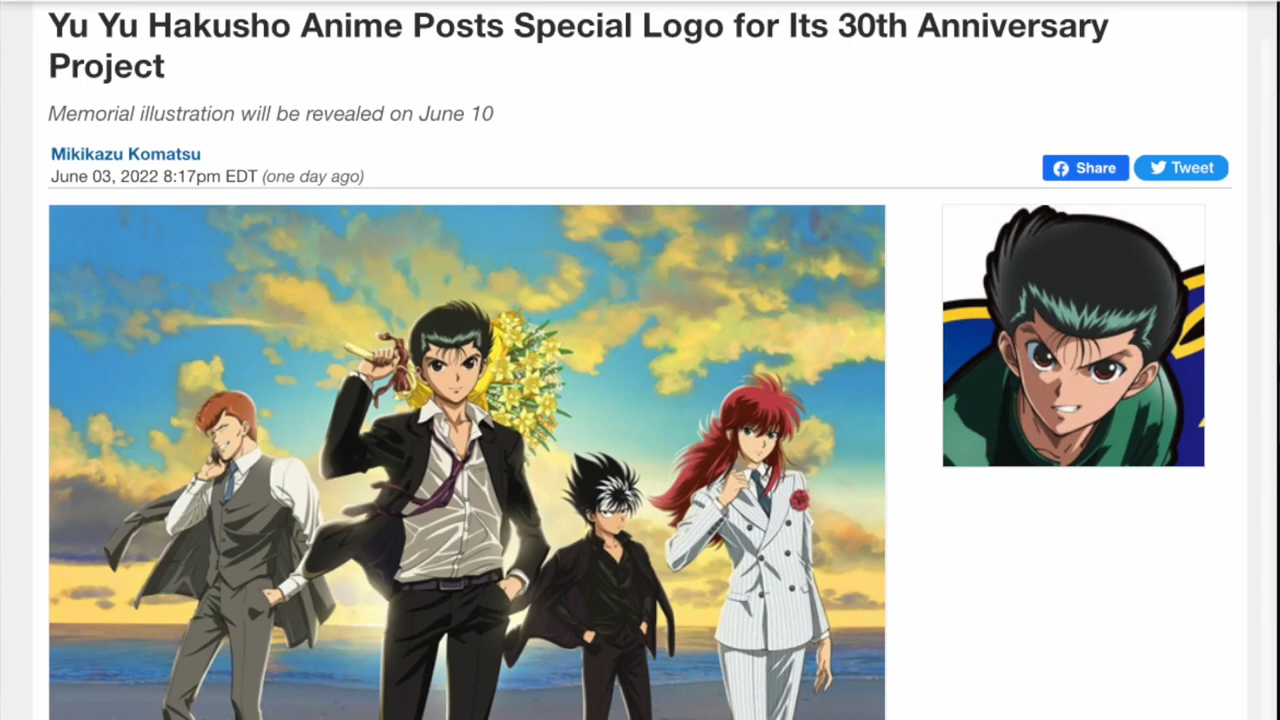 Yu Yu Hakusho Anime Posts Special Logo for Its 30th Anniversary
Project
Memorial illustration will be revealed on June 10
Mikikazu Komatsu
June 03, 2022 8:17pm EDT (one day ago)
Share
Tweet